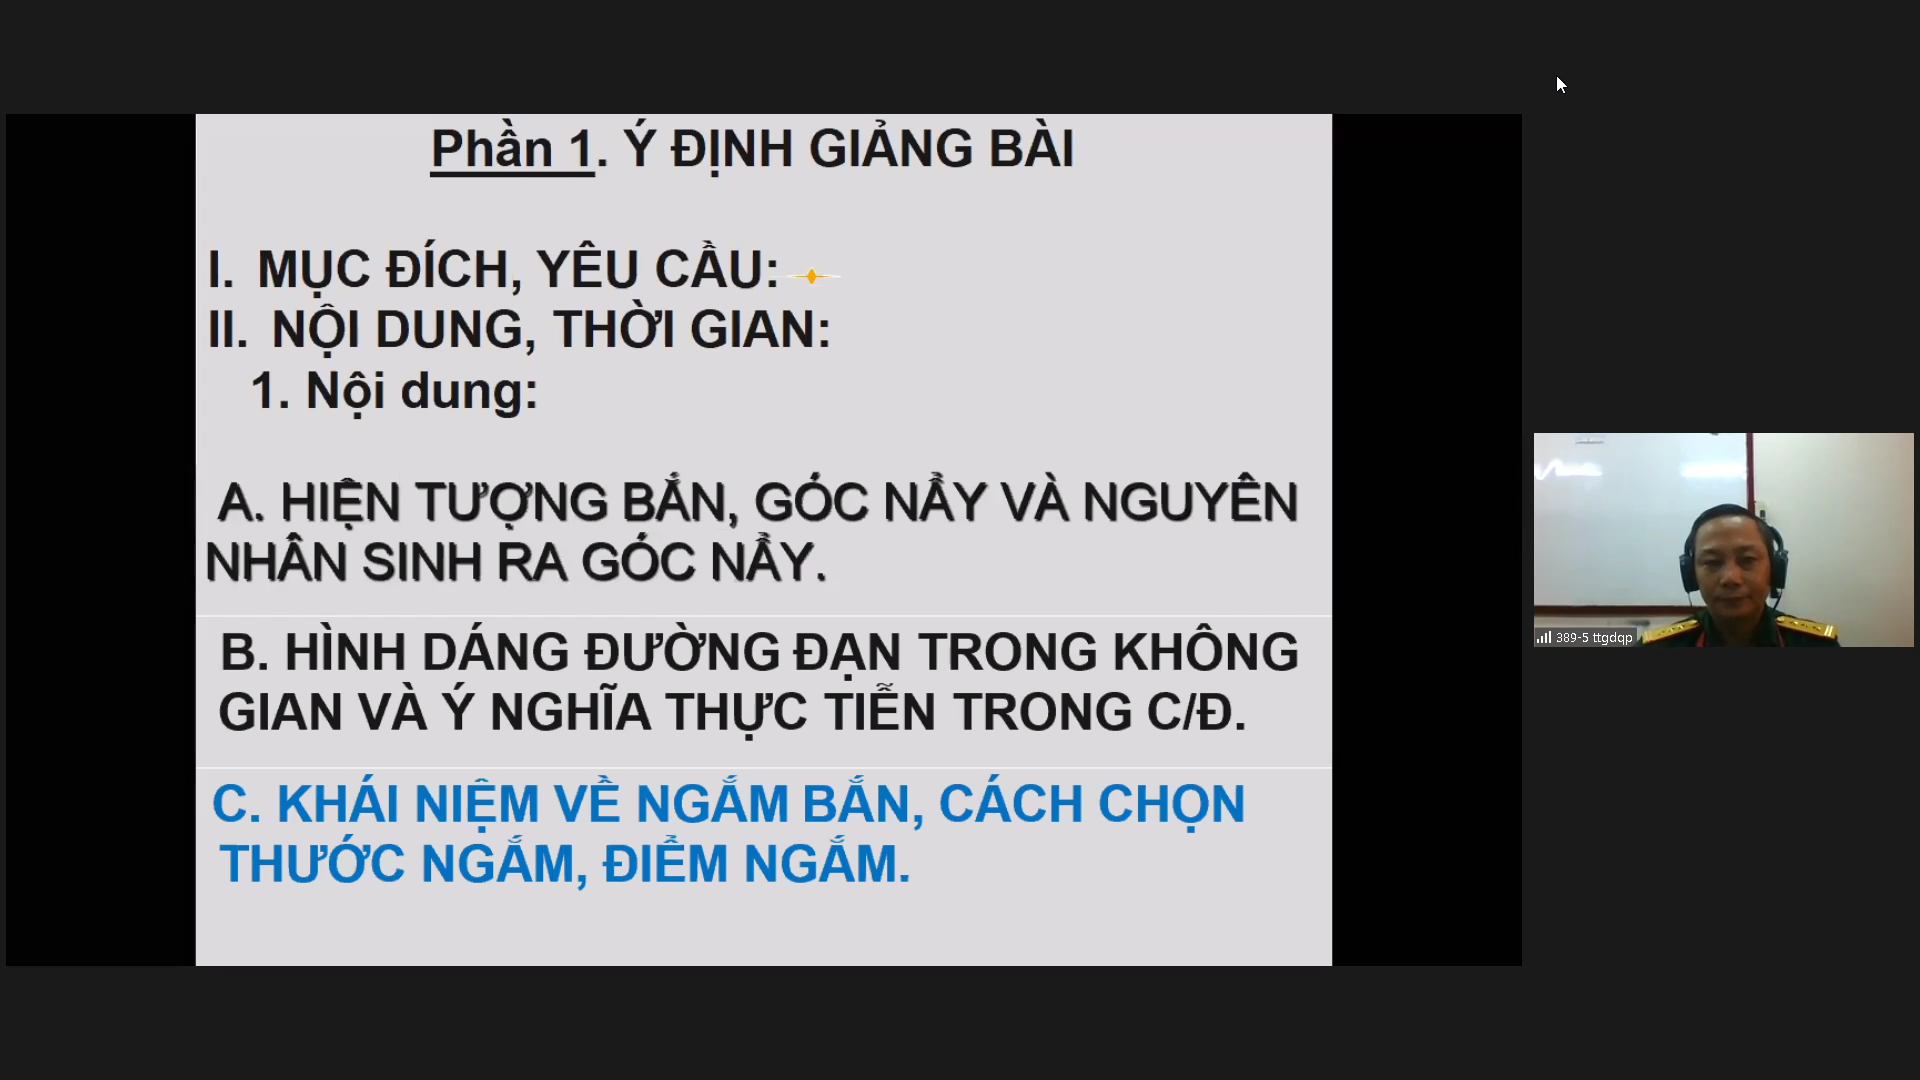 Phần 1. Ý ĐỊNH GIẢNG BÀI
I. MỤC ĐÍCH, YÊU CẦU:
II. NỘI DUNG, THỜI GIAN:
1. Nội dung:
A. HIỆN TƯỢNG BẮN, GÓC NẨY VÀ NGUYÊN
NHÂN SINH RA GÓC NẨY.
B. HÌNH DÁNG ĐƯỜNG ĐẠN TRONG KHÔNG
GIAN VÀ Ý NGHĨA THỰC TIỄN TRONG C/Đ.
C. KHÁI NIỆM VỀ NGẮM BẮN, CÁCH CHỌN
THƯỚC NGẮM, ĐIỂM NGẮM.
389-5 ttgdqp